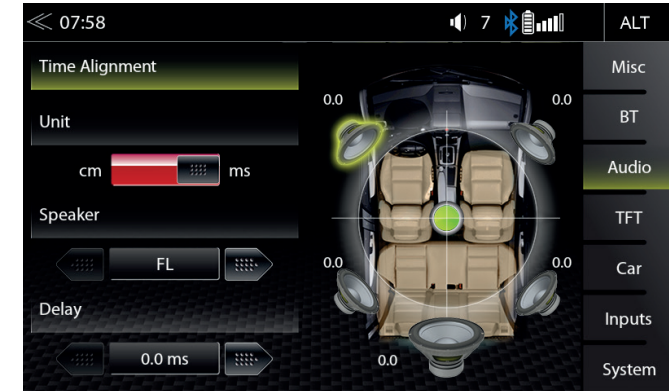 07:58 7 ALT
Time Alignment
Misc
0.0 0.0
Unit
BT
cm ms
Audio
Speaker
TFT
FL
0.0 0.0
Car
Delay
Inputs
0.0 ms
0.0
System